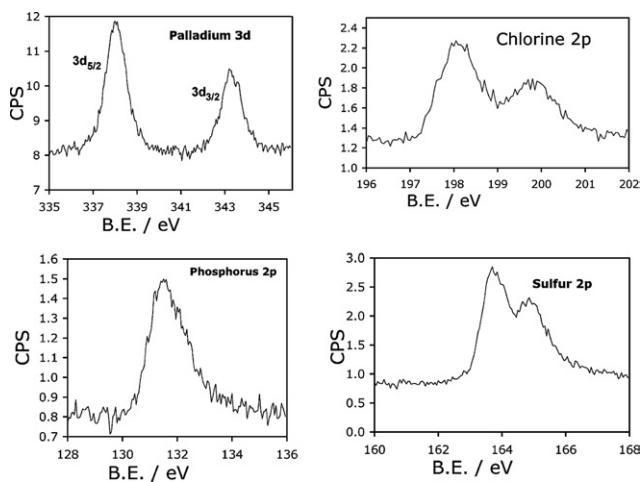 12
11
10
9
8
7
CPS
Palladium 3d
3d5/2
3d3/2
335 337 339 341 343 345
B.E. / eV
2.6
2.4
2.2
2.0
1.8
1.6
1.4
1.2
1.0
CPS
Chlorine 2p
196 197 198 199 200 201 202
B.E. / eV
1.6
1.5
1.4
1.3
1.2
1.1
1.0
0.9
0.8
0.7
CPS
Phosphorus 2p
128 130 132 134 136
B.E. / eV
3.0
2.5
2.0
1.5
1.0
0.5
0.0
CPS
Sulfur 2p
160 162 164 166 168
B.E. / eV